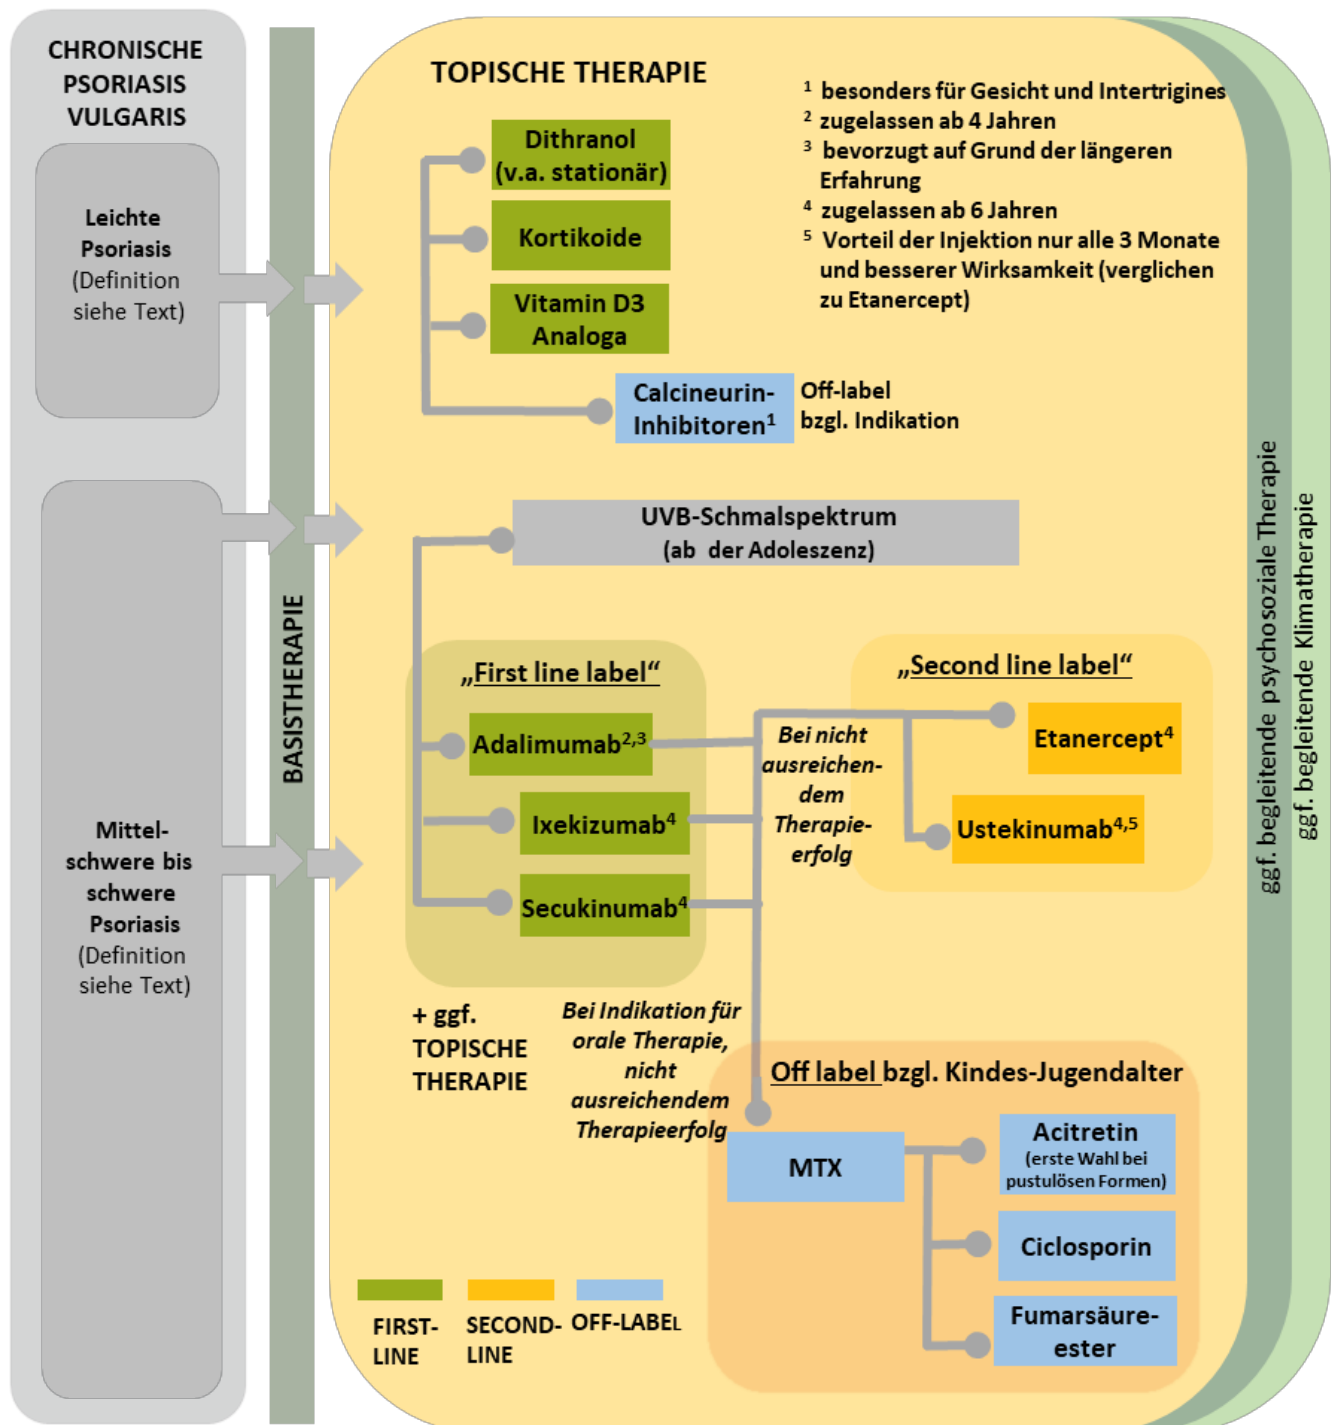 CHRONISCHE
PSORIASIS
VULGARIS
Leichte
Psoriasis
(Definition
siehe Text)
Mittel-
schwere bis
schwere
Psoriasis
(Definition
siehe Text)
BASISTHERAPIE
TOPISCHE THERAPIE
Dithranol
(v.a. stationär)
Kortikoide
Vitamin D3
Analoga
Calcineurin-
Inhibitoren¹
Off-label
bzgl. Indikation
¹ besonders für Gesicht und Intertrigines
² zugelassen ab 4 Jahren
³ bevorzugt auf Grund der längeren
Erfahrung
⁴ zugelassen ab 6 Jahren
⁵ Vorteil der Injektion nur alle 3 Monate
und besserer Wirksamkeit (verglichen
zu Etanercept)
UVB-Schmalspektrum
(ab der Adoleszenz)
„First line label“
Adalimumab²,³
Ixekizumab⁴
Secukinumab⁴
Bei nicht
ausreichen-
dem
Therapie-
erfolg
„Second line label“
Etanercept⁴
Ustekinumab⁴,⁵
+ ggf.
TOPISCHE
THERAPIE
Bei Indikation für
orale Therapie,
nicht
ausreichendem
Therapieerfolg
Off label bzgl. Kindes-Jugendalter
MTX
Acitretin
(erste Wahl bei
pustulösen Formen)
Ciclosporin
Fumarsäure-
ester
FIRST-
LINE
SECOND-
LINE
OFF-LABEL
ggf. begleitende psychosoziale Therapie
ggf. begleitende Klimatherapie